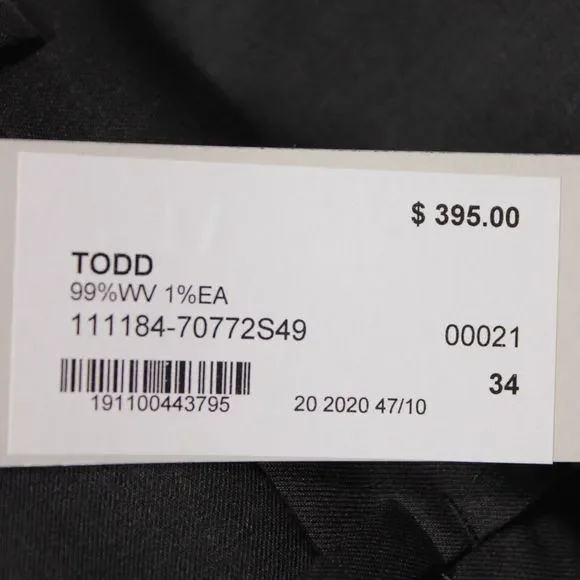 $ 395.00
TODD
99%WV 1%EA
111184-70772S49 00021
34
191100443795 20 2020 47/10